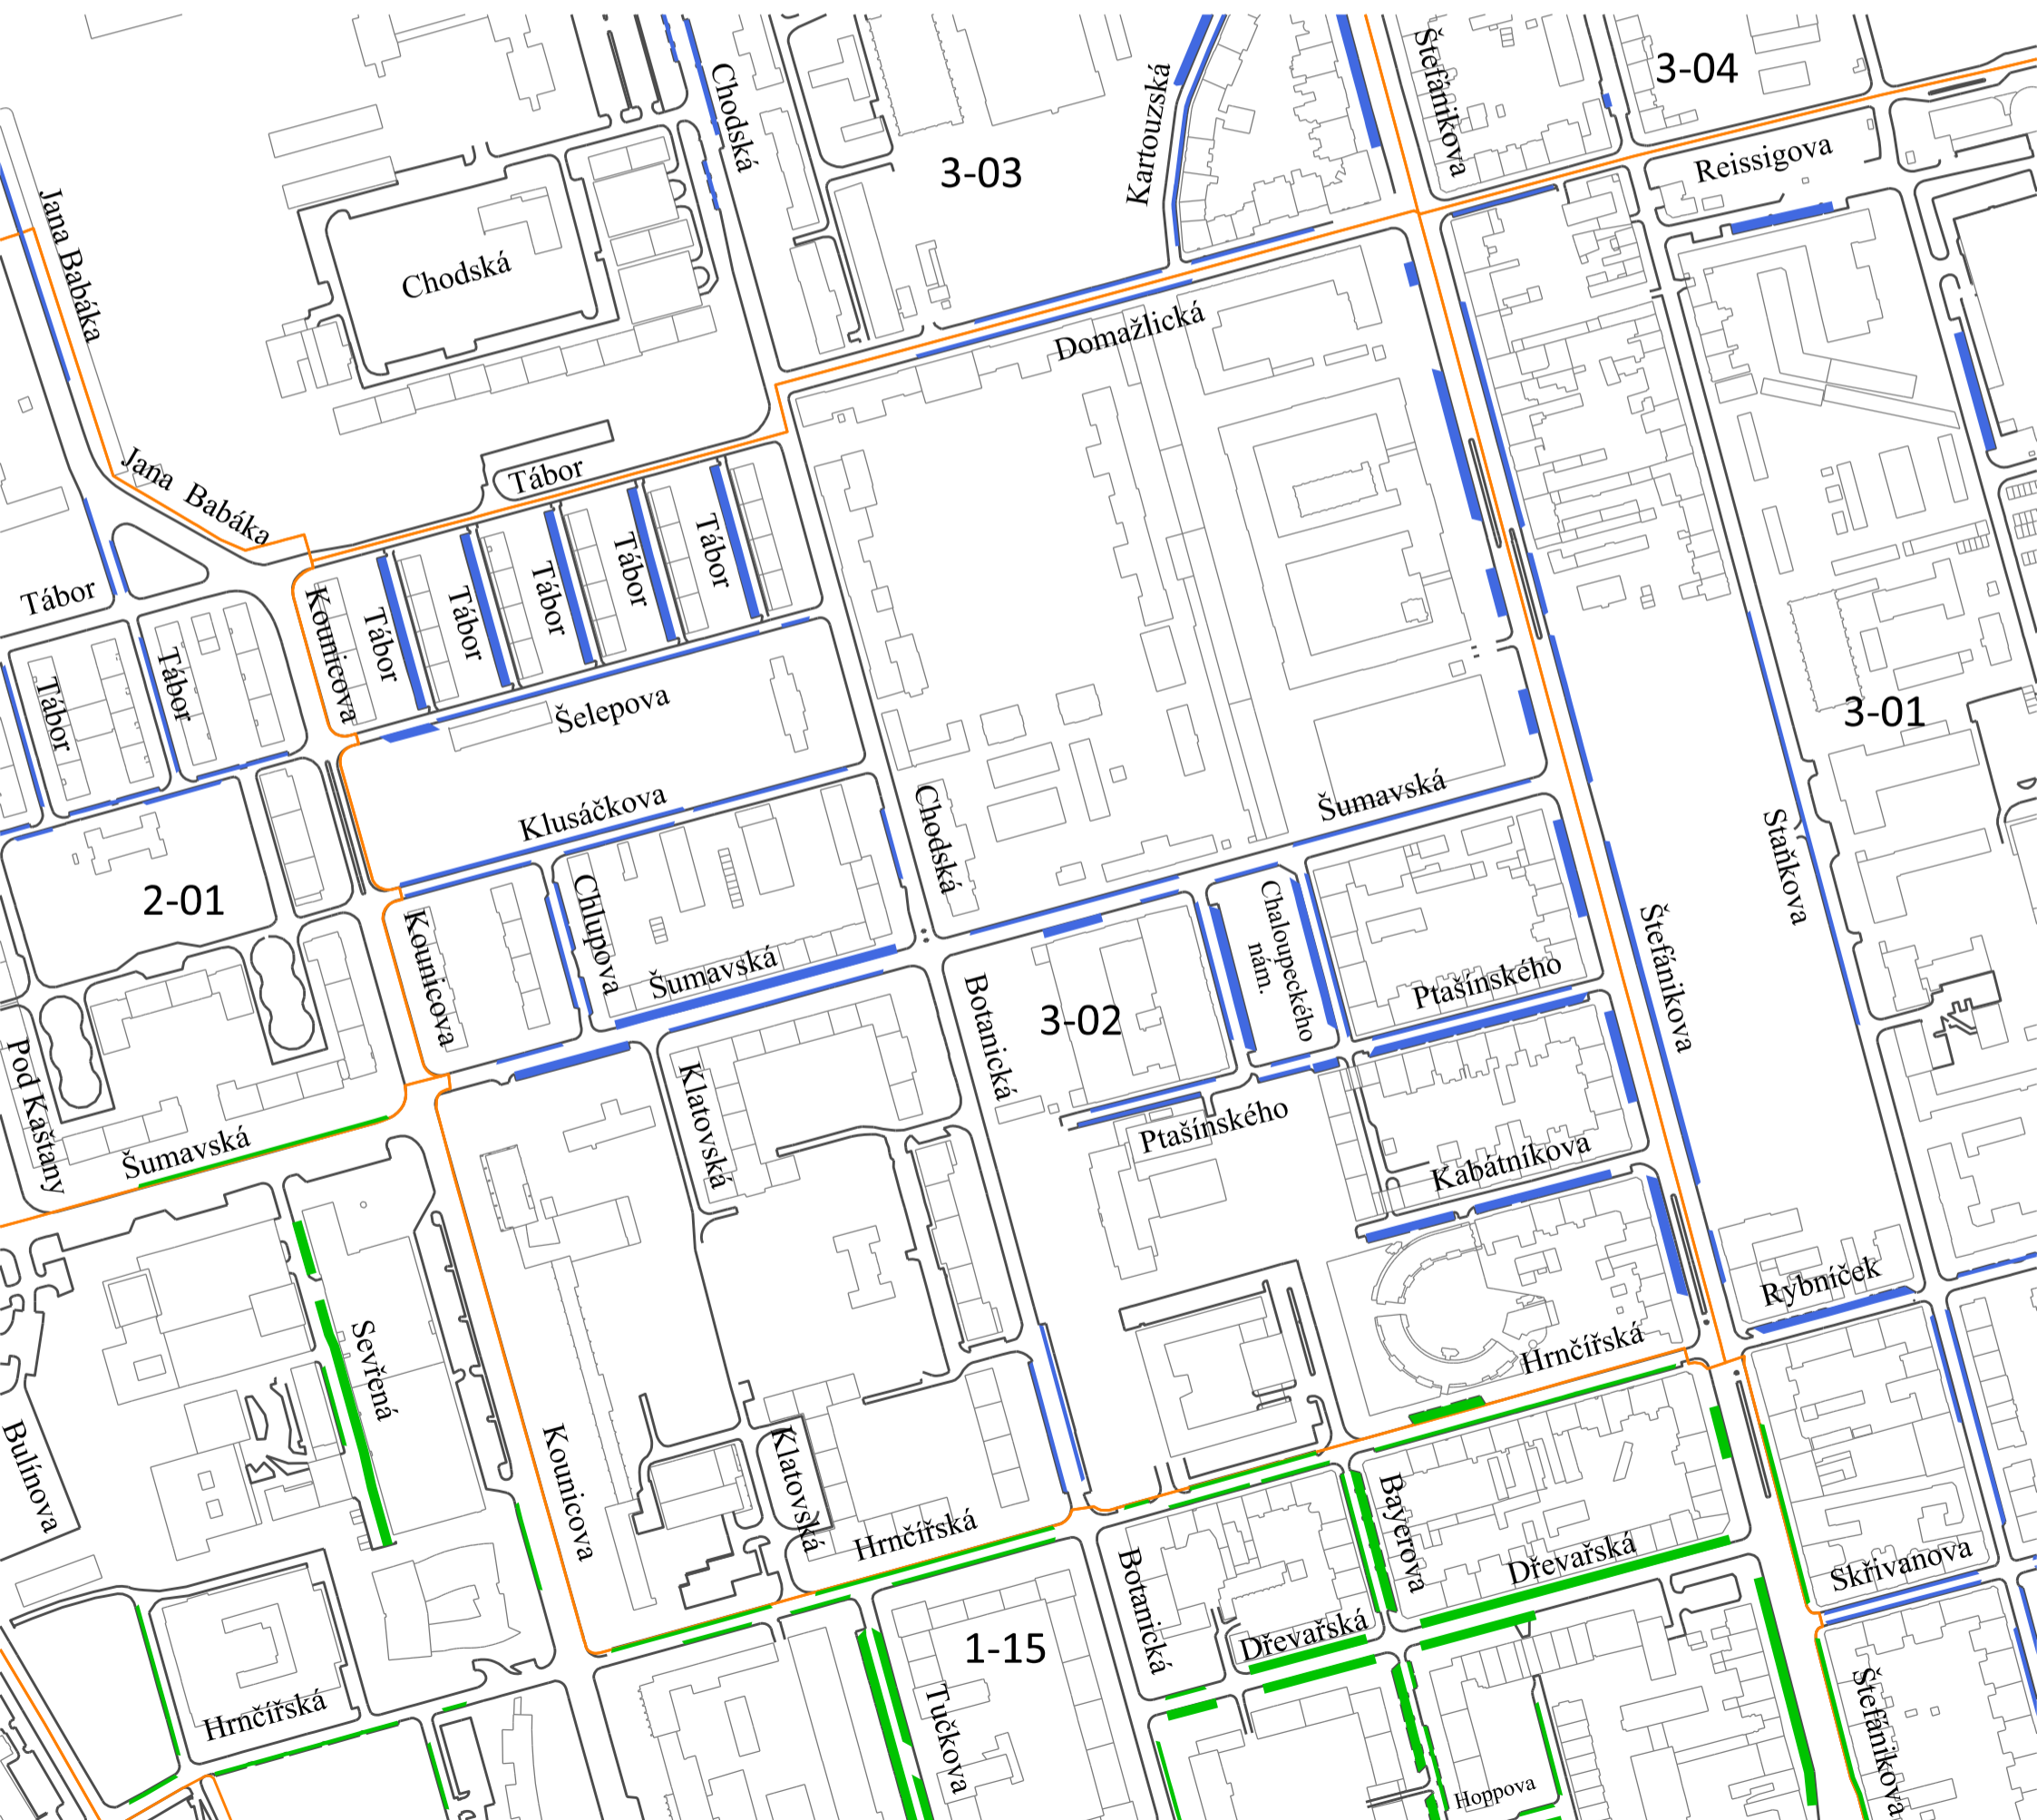 Štefánikova
3-04
Chodská
Kartouzská
Reissigova
3-03
Jana Babáka
Chodská
Domažlická
Jana Babáka
Tábor
Tábor
Tábor
Tábor
Tábor
Tábor
Tábor
Kounicova
Tábor
Tábor
Šelepova
3-01
Klusáčkova
Šumavská
Chodská
Staňkova
2-01
Chlupova
Kounicova
Chaloupeckého
nám.
Štefánikova
Šumavská
Ptašínského
Botanická
3-02
Pod Kaštany
Klatovská
Ptašínského
Šumavská
Kabátníkova
Rybníček
Sevřená
Hrnčířská
Bulínova
Kounicova
Klatovská
Hrnčířská
Bayerova
Botanická
Dřevařská
Skřivanova
Dřevařská
1-15
Hrnčířská
Tučkova
Štefánikova
Hoppova